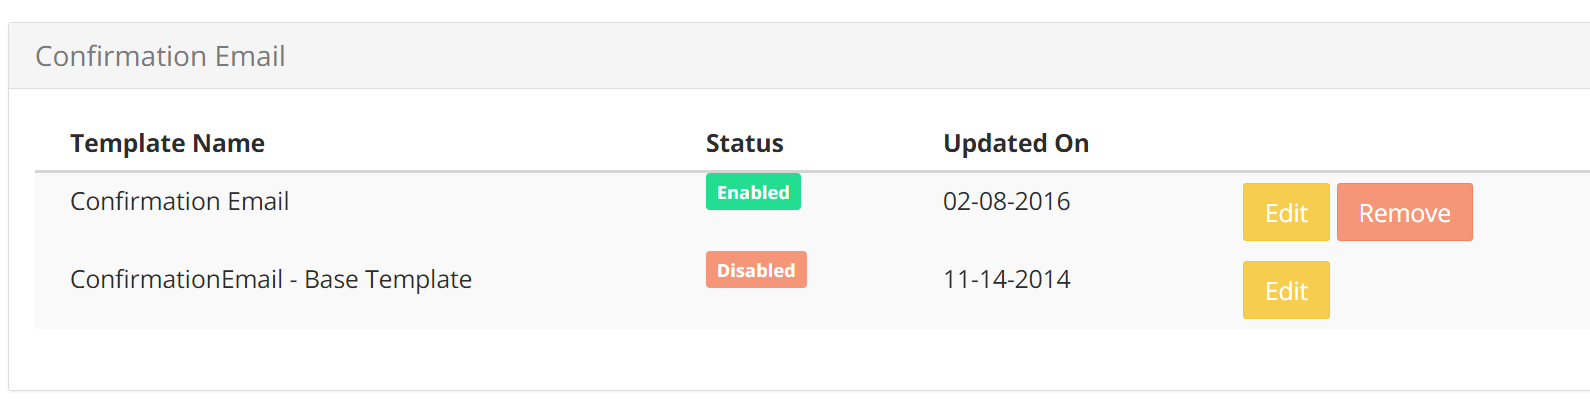 Confirmation Email
Template Name Status Updated On
Confirmation Email Enabled 02-08-2016 Edit Remove
ConfirmationEmail - Base Template Disabled 11-14-2014 Edit